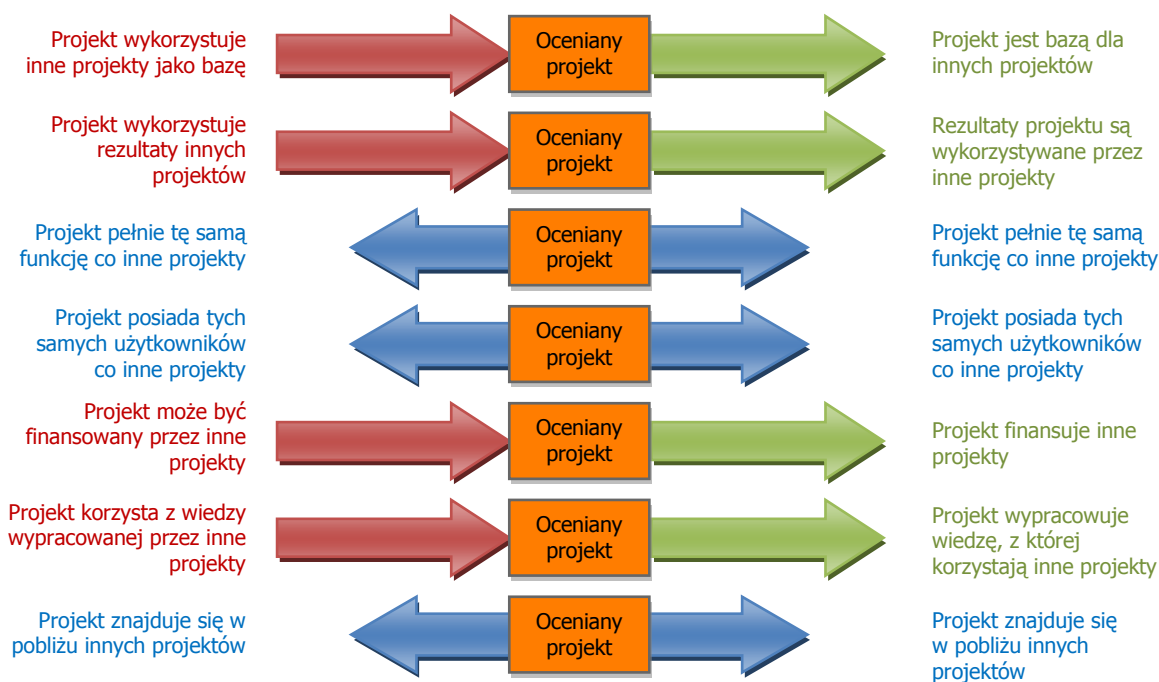 Projekt wykorzystuje
inne projekty jako bazę
Oceniany
projekt
Projekt jest bazą dla
innych projektów
Projekt wykorzystuje
rezultaty innych
projektów
Oceniany
projekt
Rezultaty projektu są
wykorzystywane przez
inne projekty
Projekt pełnie tę samą
funkcję co inne projekty
Oceniany
projekt
Projekt pełnie tę samą
funkcję co inne projekty
Projekt posiada tych
samych użytkowników
co inne projekty
Oceniany
projekt
Projekt posiada tych
samych użytkowników
co inne projekty
Projekt może być
finansowany przez inne
projekty
Oceniany
projekt
Projekt finansuje inne
projekty
Projekt korzysta z wiedzy
wypracowanej przez inne
projekty
Oceniany
projekt
Projekt wypracowuje
wiedzę, z której
korzystają inne projekty
Projekt znajduje się w
pobliżu innych projektów
Oceniany
projekt
Projekt znajduje się
w pobliżu innych
projektów